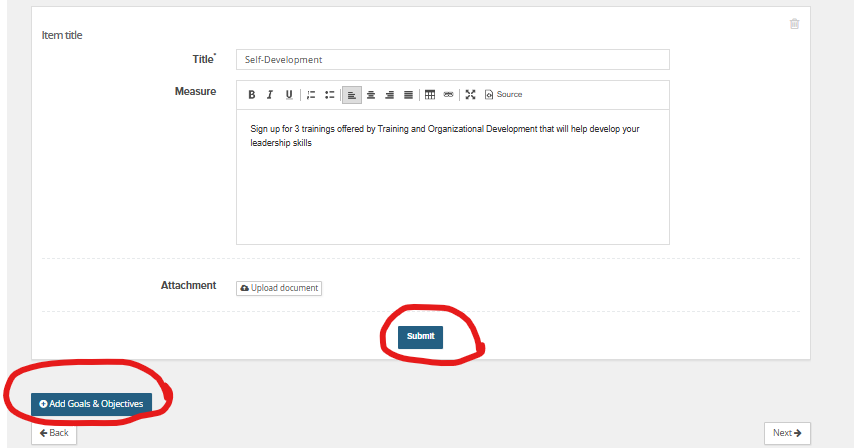 Item title
Title*
Self-Development
Measure
B I U Source
Sign up for 3 trainings offered by Training and Organizational Development that will help develop your
leadership skills
Attachment
Upload document
Submit
Add Goals & Objectives
Back
Next